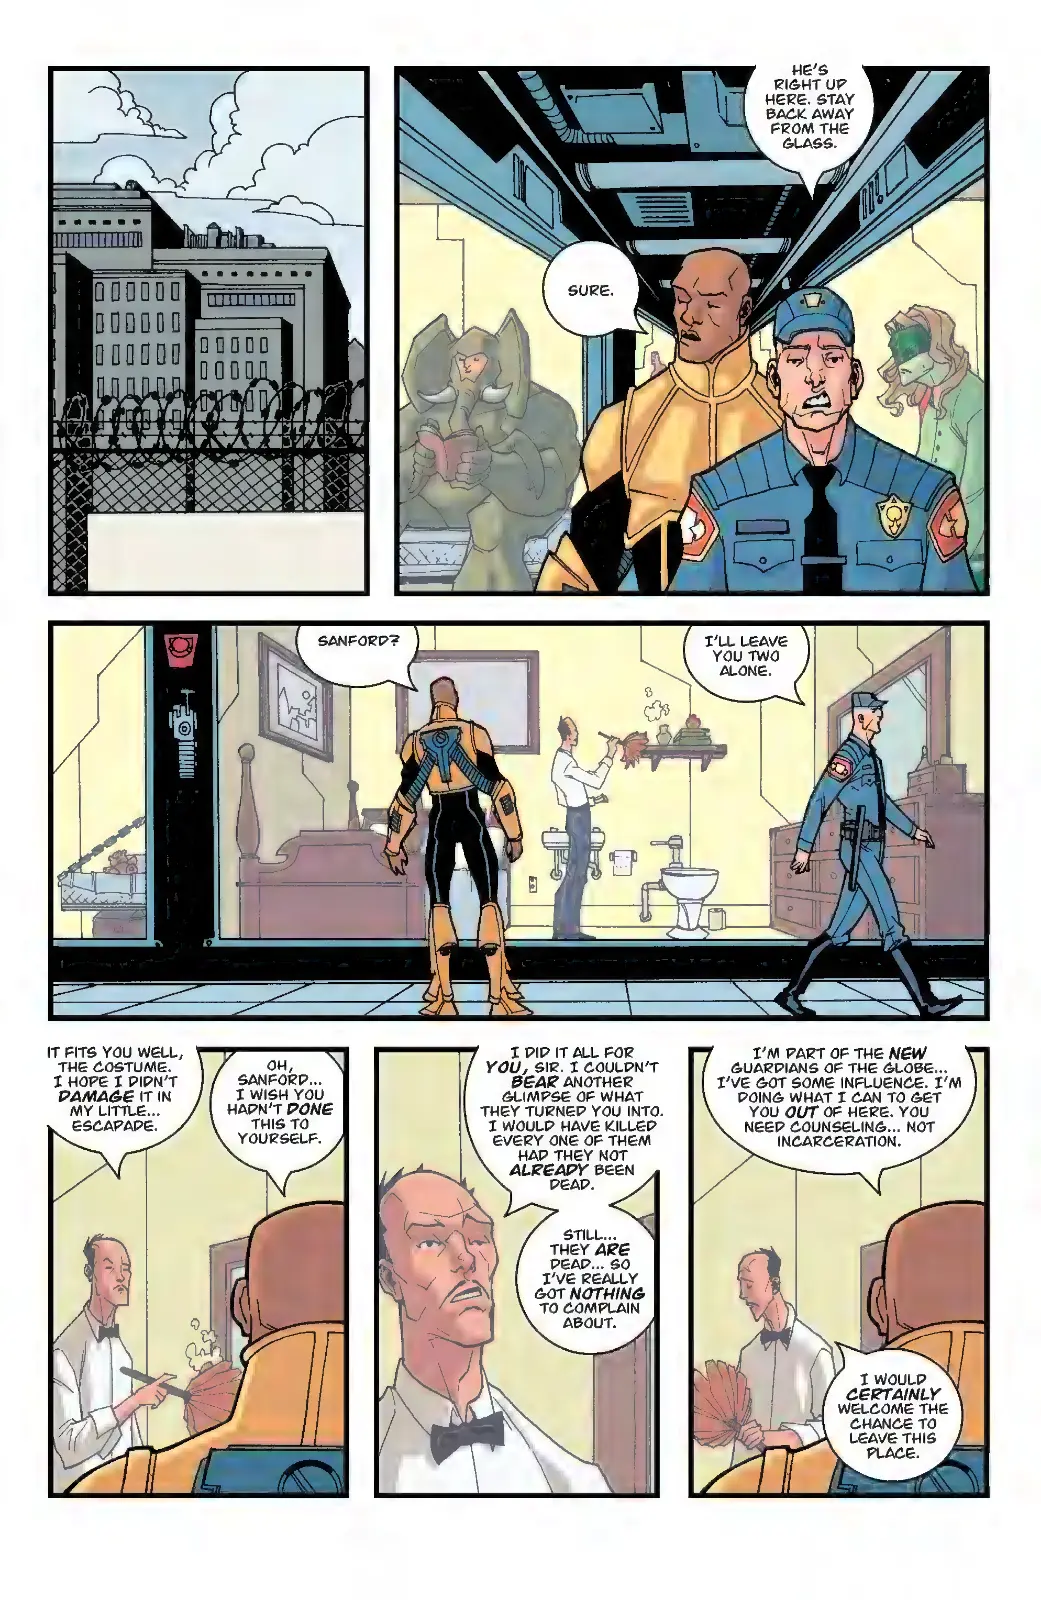 HE'S
RIGHT UP
HERE. STAY
BACK AWAY
FROM THE
GLASS.
SURE.
SANFORD?
I'LL LEAVE
YOU TWO
ALONE.
IT FITS YOU WELL,
THE COSTUME.
I HOPE I DIDN'T
DAMAGE IT IN
MY LITTLE...
ESCAPADE.
OH,
SANFORD...
I WISH YOU
HADN'T DONE
THIS TO
YOURSELF.
I DID IT ALL FOR
YOU, SIR. I COULDN'T
BEAR ANOTHER
GLIMPSE OF WHAT
THEY TURNED YOU INTO.
I WOULD HAVE KILLED
EVERY ONE OF THEM
HAD THEY NOT
ALREADY BEEN
DEAD.
STILL...
THEY ARE
DEAD... SO
I'VE REALLY
GOT NOTHING
TO COMPLAIN
ABOUT.
I'M PART OF THE NEW
GUARDIANS OF THE GLOBE...
I'VE GOT SOME INFLUENCE. I'M
DOING WHAT I CAN TO GET
YOU OUT OF HERE. YOU
NEED COUNSELING... NOT
INCARCERATION.
I WOULD
CERTAINLY
WELCOME THE
CHANCE TO
LEAVE THIS
PLACE.